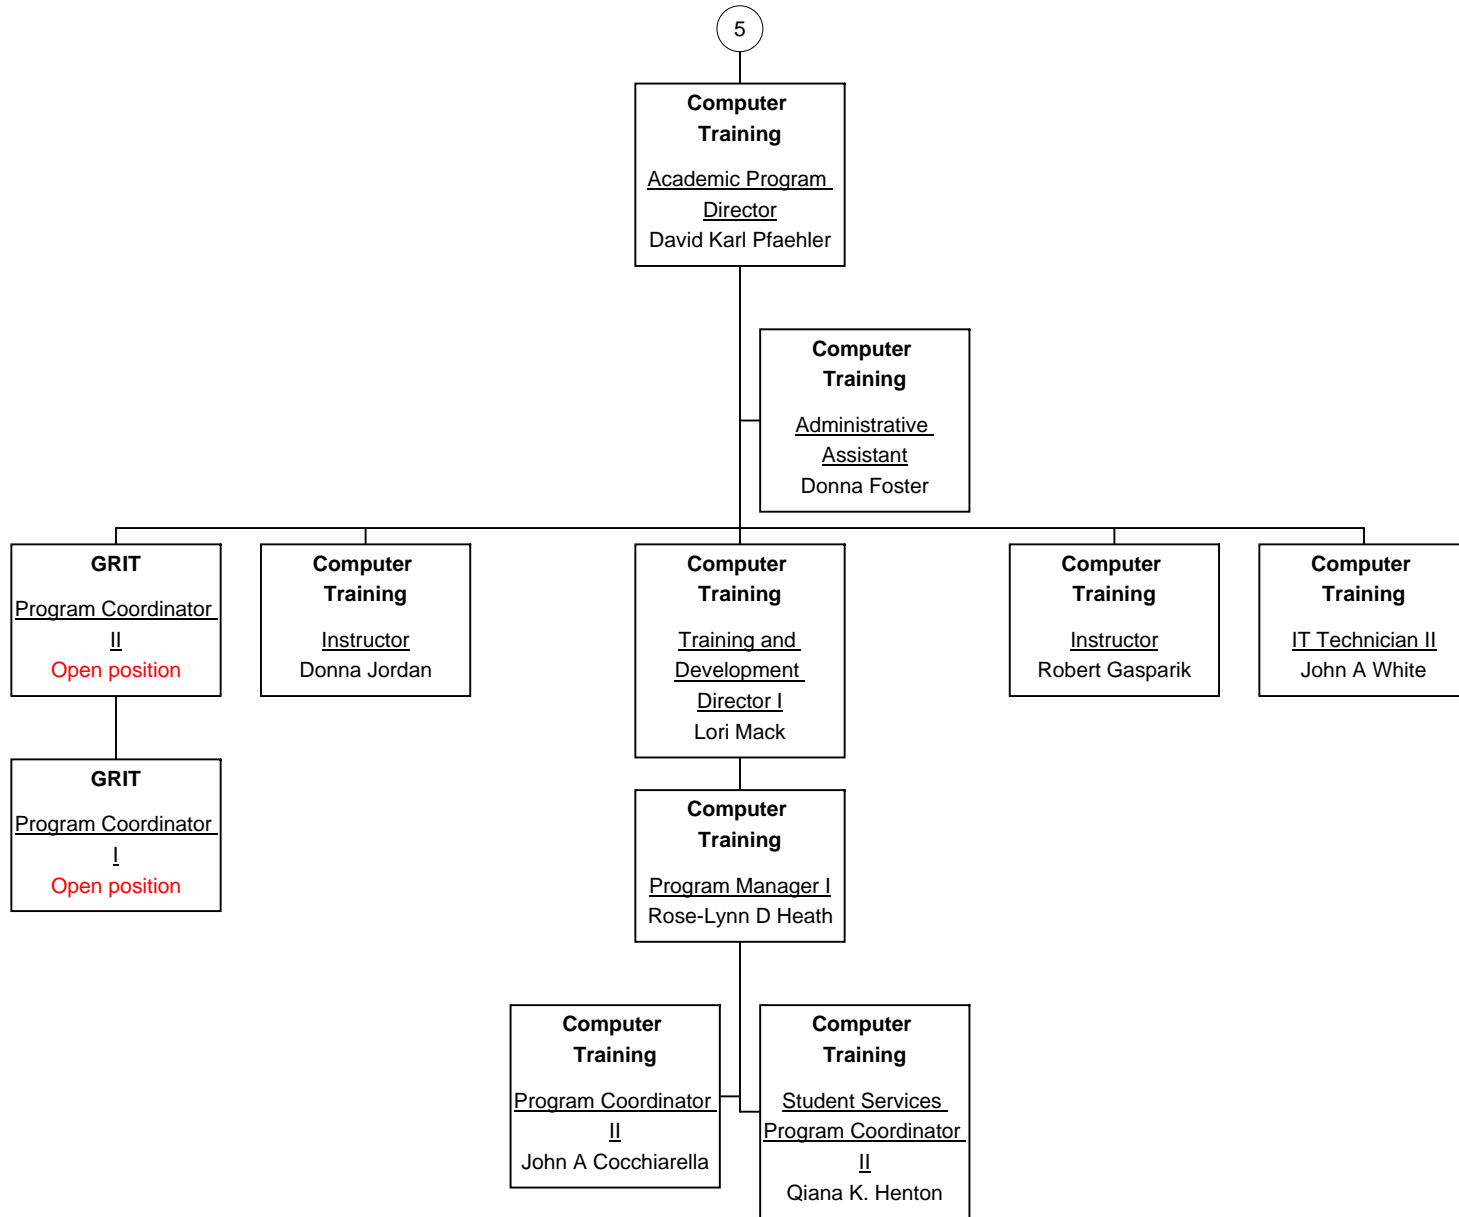 5
Computer
Training
Academic Program
Director
David Karl Pfaehler
Computer
Training
Administrative
Assistant
Donna Foster
GRIT
Program Coordinator
II
Open position
Computer
Training
Instructor
Donna Jordan
Computer
Training
Training and
Development
Director I
Lori Mack
Computer
Training
Instructor
Robert Gasparik
Computer
Training
IT Technician II
John A White
GRIT
Program Coordinator
I
Open position
Computer
Training
Program Manager I
Rose-Lynn D Heath
Computer
Training
Program Coordinator
II
John A Cocchiarella
Computer
Training
Student Services
Program Coordinator
II
Qiana K. Henton